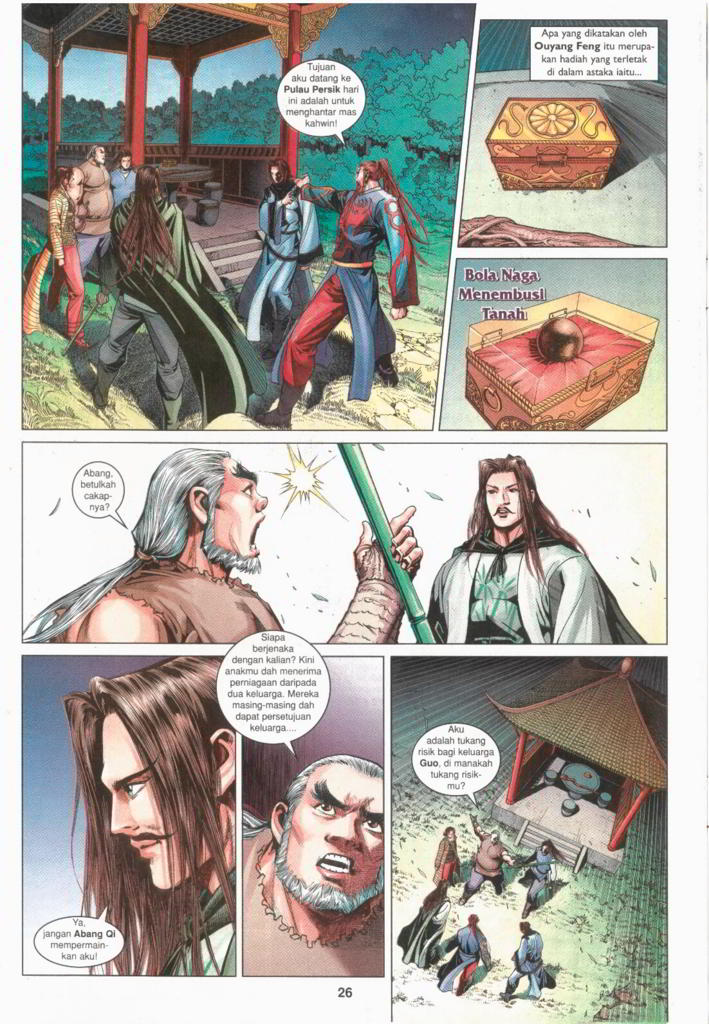 Tujuan
aku datang ke
Pulau Persik hari
ini adalah untuk
menghantar mas
kahwin!
Apa yang dikatakan oleh
Ouyang Feng itu merupa-
kan hadiah yang terletak
di dalam astaka iaitu...
Bola Naga
Menembusi
Tanah
Abang,
betulkah
cakap-
nya?
Siapa
berjenaka
dengan kalian? Kini
anakmu dah menerima
perniagaan daripada
dua keluarga. Mereka
masing-masing dah
dapat persetujuan
keluarga....
Ya,
jangan Abang Qi
mempermain-
kan aku!
Aku
adalah tukang
risik bagi keluarga
Guo, di manakah
tukang risik-
mu?
26